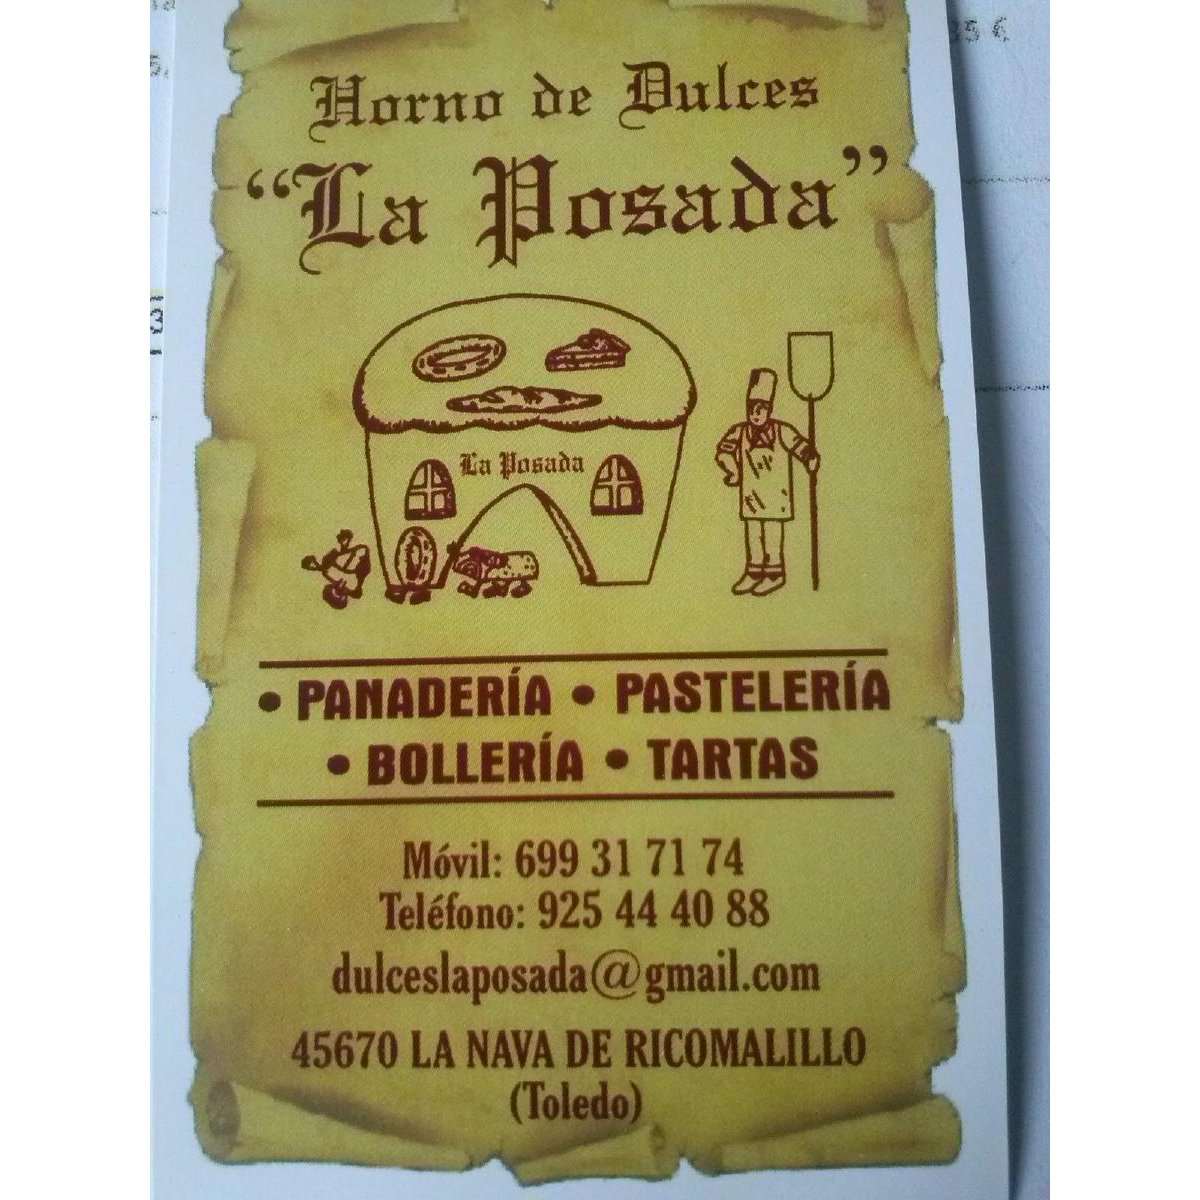 Horno de Dulces
“La Posada”
La Posada
• PANADERÍA • PASTELERÍA
• BOLLERÍA • TARTAS
Móvil: 699 31 71 74
Teléfono: 925 44 40 88
dulceslaposada@gmail.com
45670 LA NAVA DE RICOMALILLO
(Toledo)